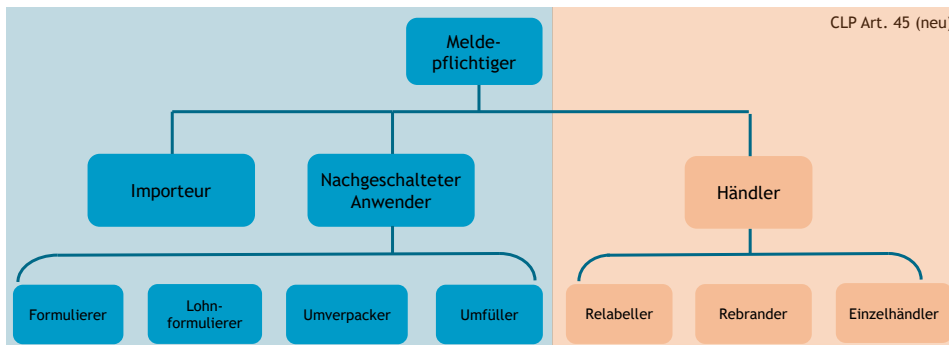 CLP Art. 45 (neu)
Melde-
pflichtiger
Importeur
Nachgeschalteter
Anwender
Händler
Formulierer
Lohn-
formulierer
Umverpacker
Umfüller
Relabeller
Rebrander
Einzelhändler